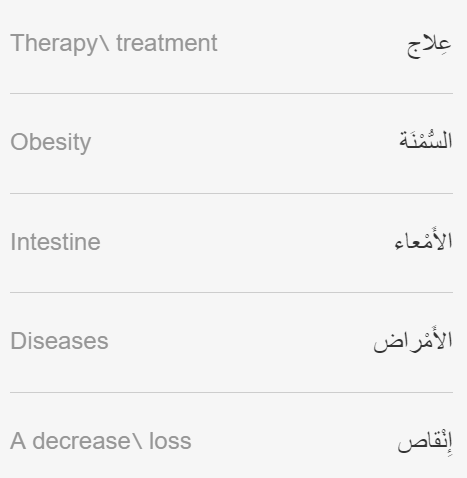 Therapy\ treatment عِلاج
Obesity السُّمْنَة
Intestine الأَمْعاء
Diseases الأَمْراض
A decrease\ loss إِنْقاص